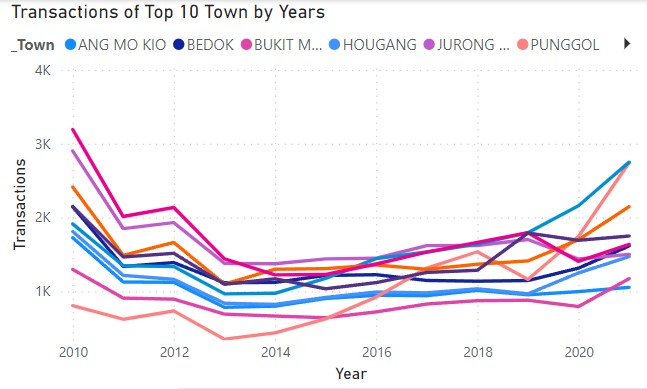 Transactions of Top 10 Town by Years
_Town ANG MO KIO BEDOK BUKIT M... HOUGANG JURONG ... PUNGGOL
4K
3K
2K
1K
Transactions
2010 2012 2014 2016 2018 2020
Year